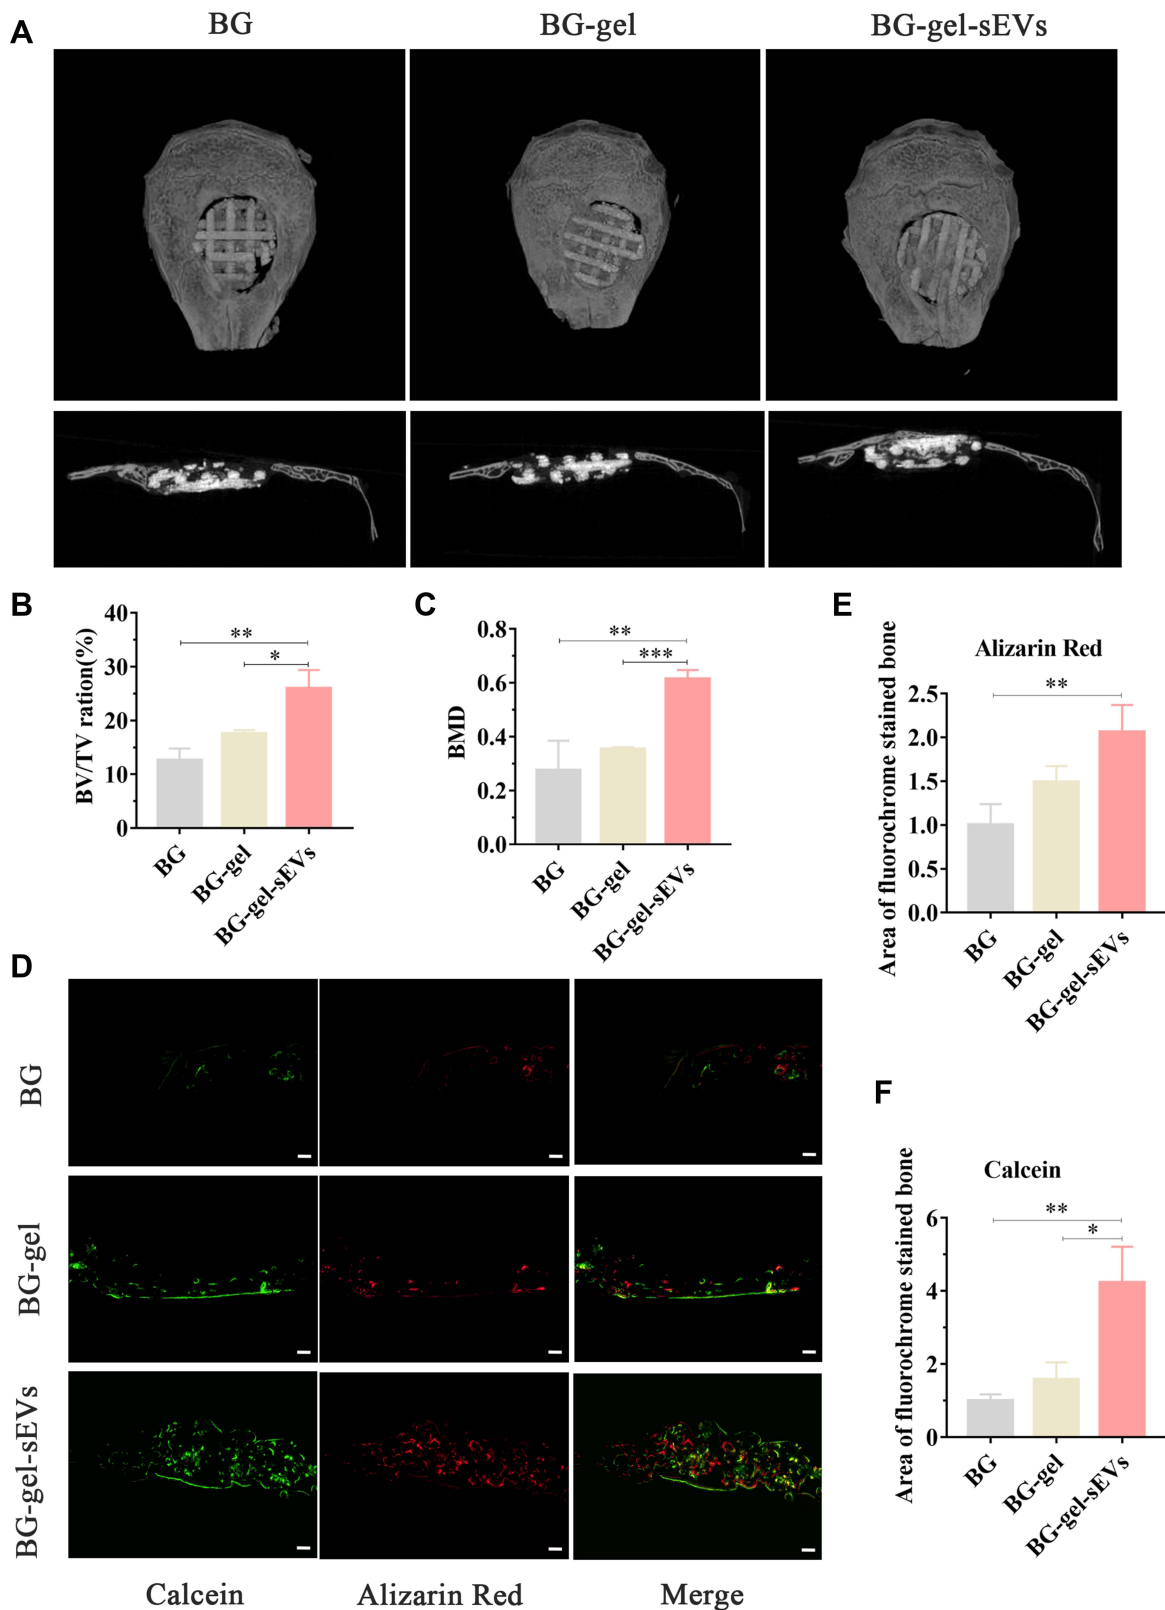 A
BG
BG-gel
BG-gel-sEVs
B
BV/TV ration(%)
40
30
20
10
0
**
*
BG
BG-gel
BG-gel-sEVs
C
BMD
0.8
0.6
0.4
0.2
0.0
**
***
BG
BG-gel
BG-gel-sEVs
E
Alizarin Red
Area of fluorochrome stained bone
2.5
2.0
1.5
1.0
0.5
0.0
**
BG
BG-gel
BG-gel-sEVs
D
BG
BG-gel
BG-gel-sEVs
Calcein
Alizarin Red
Merge
F
Calcein
Area of fluorochrome stained bone
6
4
2
0
**
*
BG
BG-gel
BG-gel-sEVs